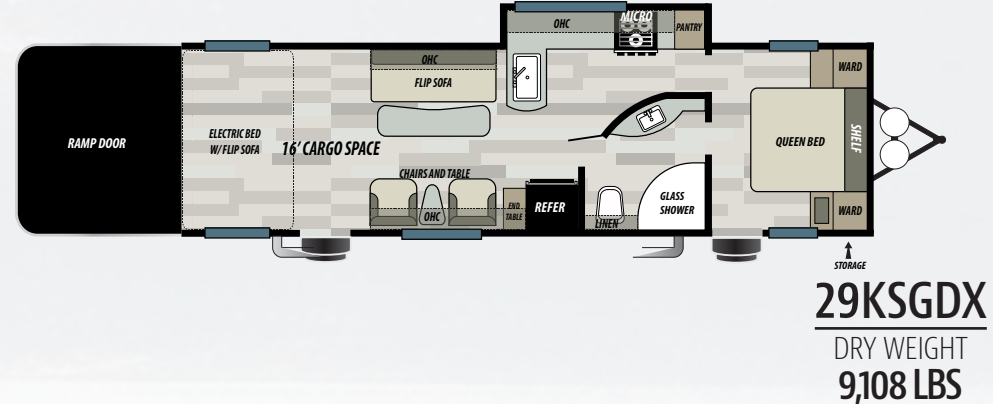 RAMP DOOR
ELECTRIC BED
W/ FLIP SOFA
16' CARGO SPACE
OHC
FLIP SOFA
CHAIRS AND TABLE
OHC
END
TABLE
REFER
OHC
MICRO
PANTRY
LINEN
GLASS
SHOWER
QUEEN BED
SHELF
WARD
WARD
STORAGE
29KSGDX
DRY WEIGHT
9,108 LBS